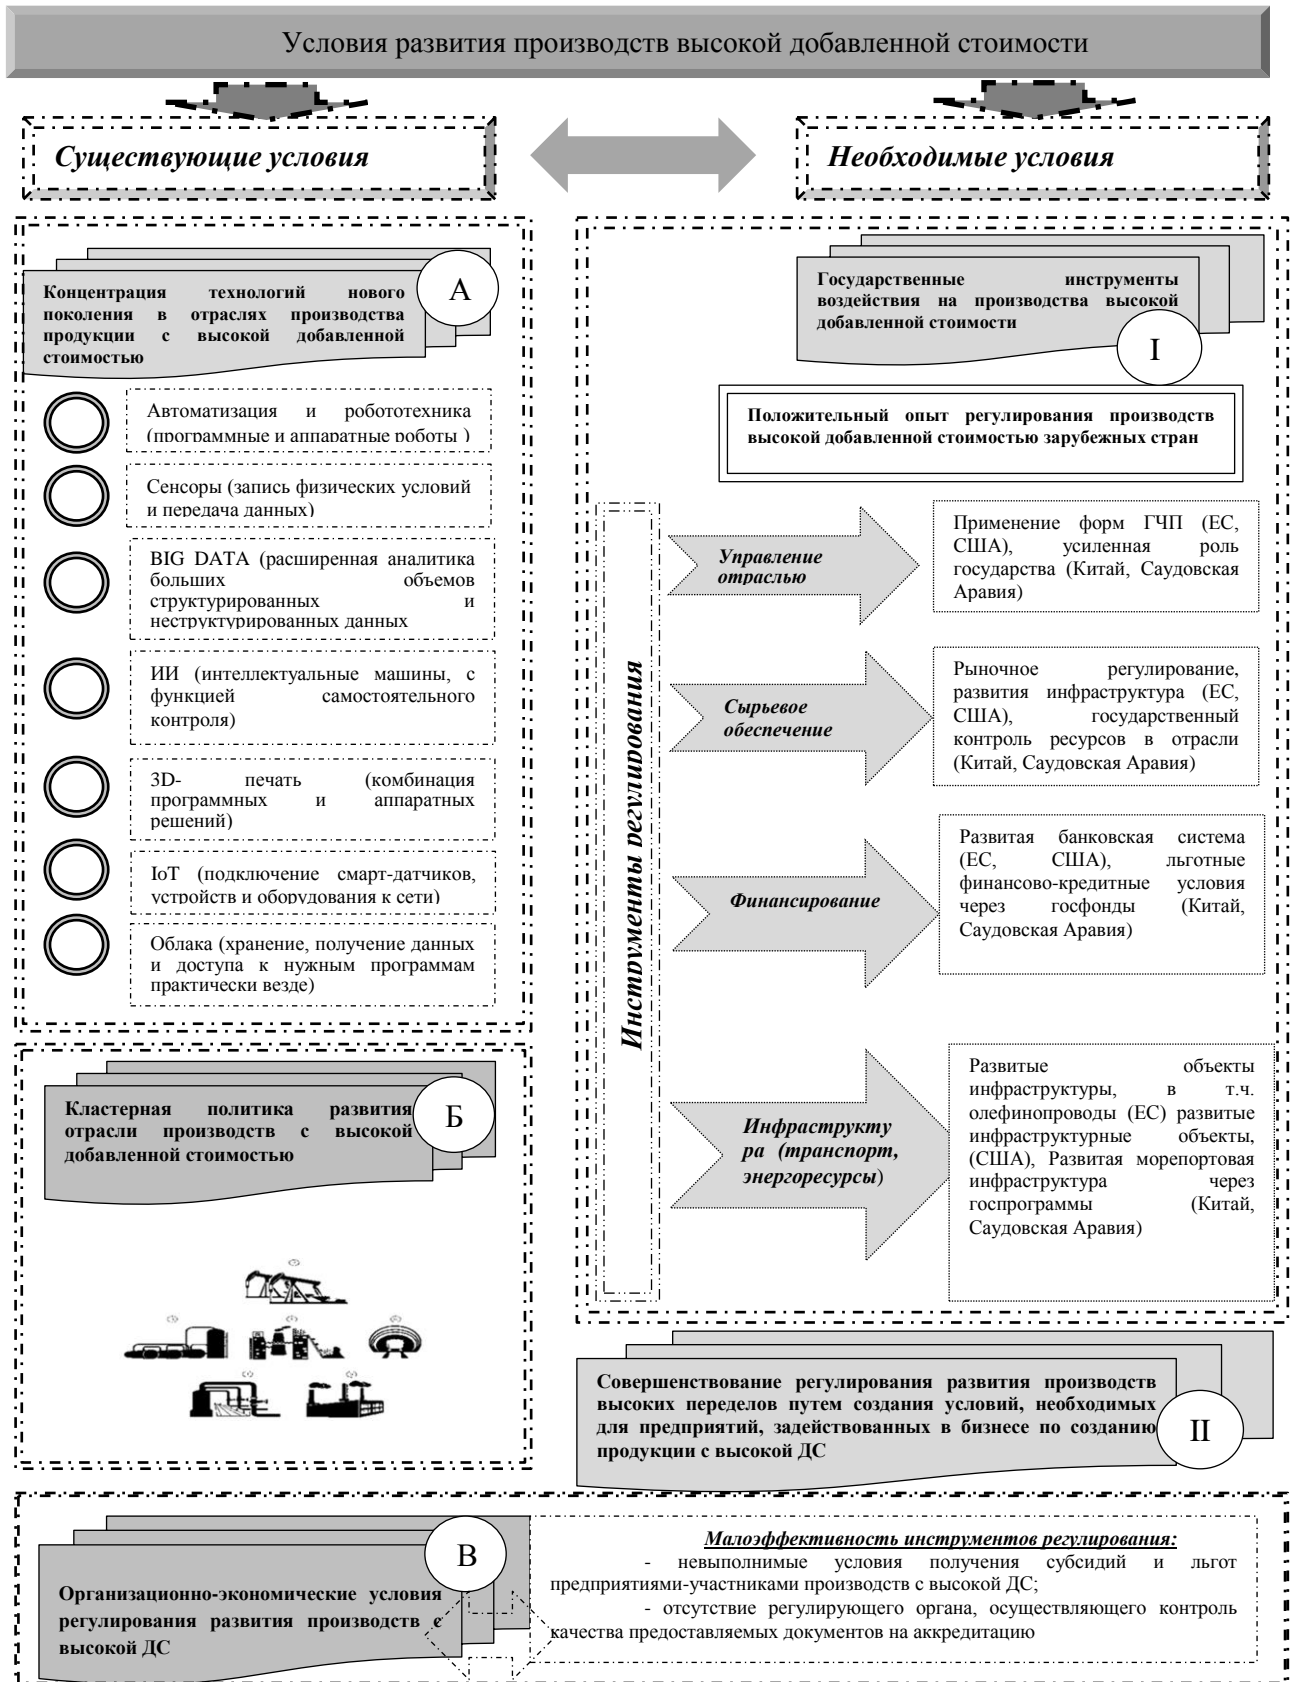 Условия развития производств высокой добавленной стоимости
Существующие условия
Необходимые условия
Концентрация технологий нового
поколения в отраслях производства
продукции с высокой добавленной
стоимостью
А
Автоматизация и робототехника
(программные и аппаратные роботы )
Сенсоры (запись физических условий
и передача данных)
BIG DATA (расширенная аналитика
больших объемов
структурированных и
неструктурированных данных
ИИ (интеллектуальные машины, с
функцией самостоятельного
контроля)
3D- печать (комбинация
программных и аппаратных
решений)
IoT (подключение смарт-датчиков,
устройств и оборудования к сети)
Облака (хранение, получение данных
и доступа к нужным программам
практически везде)
Кластерная политика развития
отрасли производств с высокой
добавленной стоимостью
Б
Государственные инструменты
воздействия на производства высокой
добавленной стоимости
I
Положительный опыт регулирования производств
высокой добавленной стоимостью зарубежных стран
Инструменты регулирования
Управление
отраслью
Применение форм ГЧП (ЕС,
США), усиленная роль
государства (Китай, Саудовская
Аравия)
Сырьевое
обеспечение
Рыночное регулирование,
развития инфраструктура (ЕС,
США), государственный
контроль ресурсов в отрасли
(Китай, Саудовская Аравия)
Финансирование
Развитая банковская система
(ЕС, США), льготные
финансово-кредитные условия
через госфонды (Китай,
Саудовская Аравия)
Инфраструкту
ра (транспорт,
энергоресурсы)
Развитые объекты
инфраструктуры, в т.ч.
олефинопроводы (ЕС) развитые
инфраструктурные объекты,
(США), Развитая морепортовая
инфраструктура через
госпрограммы (Китай,
Саудовская Аравия)
Совершенствование регулирования развития производств
высоких переделов путем создания условий, необходимых
для предприятий, задействованных в бизнесе по созданию
продукции с высокой ДС
II
Организационно-экономические условия
регулирования развития производств с
высокой ДС
В
Малоэффективность инструментов регулирования:
- невыполнимые условия получения субсидий и льгот
предприятиями-участниками производств с высокой ДС;
- отсутствие регулирующего органа, осуществляющего контроль
качества предоставляемых документов на аккредитацию